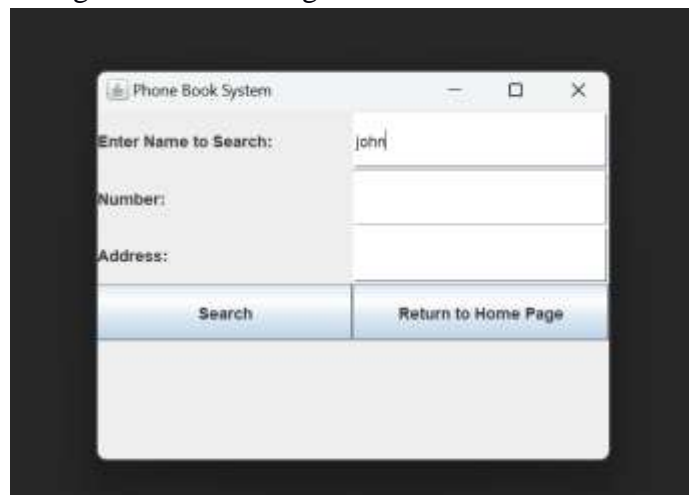 Phone Book System
Enter Name to Search: john
Number:
Address:
Search Return to Home Page